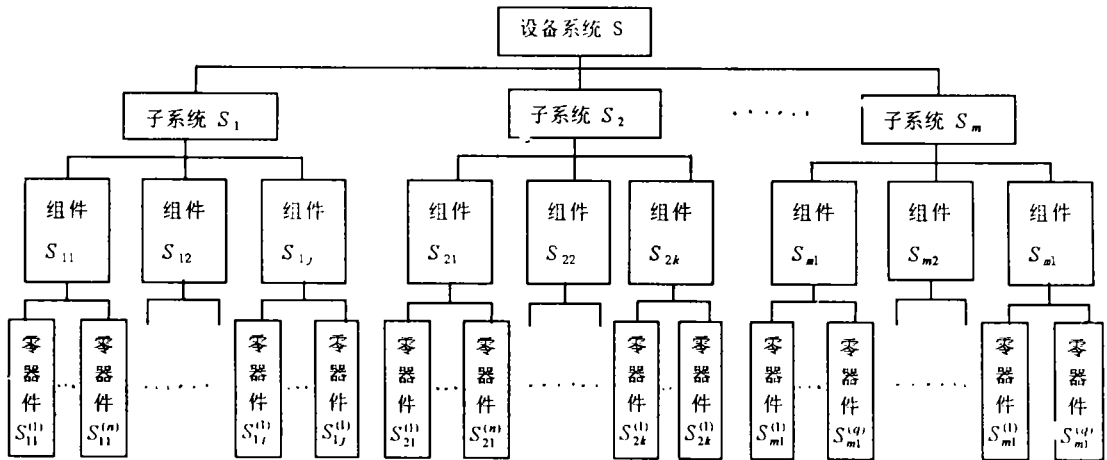 设备系统 S
子系统 S₁
子系统 S₂
......
子系统 Sₘ
组件 S₁₁
组件 S₁₂
组件 S₁ⱼ
组件 S₂₁
组件 S₂₂
组件 S₂ₖ
组件 Sₘ₁
组件 Sₘ₂
组件 Sₘ₁
零器件 S₁₁⁽¹⁾
...
零器件 S₁₁⁽ⁿ⁾
......
零器件
...
零器件 S₁ⱼ⁽¹⁾
零器件 S₂₁⁽¹⁾
...
零器件 S₂₁⁽ⁿ⁾
......
零器件 S₂ₖ⁽¹⁾
...
零器件 S₂ₖ⁽¹⁾
零器件 Sₘ₁⁽¹⁾
...
零器件 Sₘ₁⁽q⁾
......
零器件 Sₘ₁⁽¹⁾
...
零器件 Sₘ₁⁽q⁾